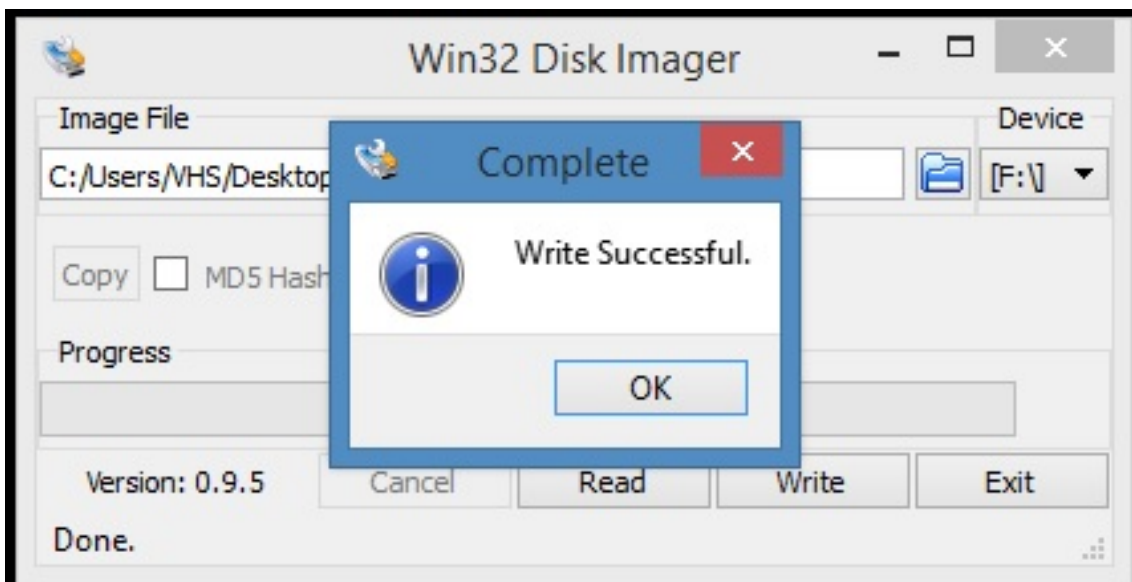 Win32 Disk Imager
Image File
Device
C:/Users/VHS/Desktop
[F:\]
Complete
Write Successful.
OK
Copy
MD5 Hash
Progress
Version: 0.9.5
Cancel
Read
Write
Exit
Done.